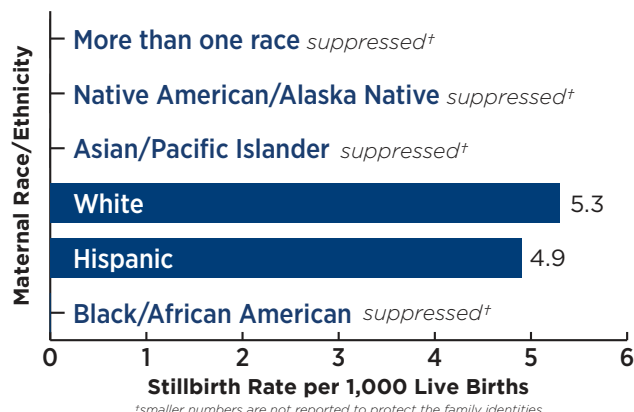 Maternal Race/Ethnicity
More than one race suppressed†
Native American/Alaska Native suppressed†
Asian/Pacific Islander suppressed†
White 5.3
Hispanic 4.9
Black/African American suppressed†
0 1 2 3 4 5 6
Stillbirth Rate per 1,000 Live Births
†smaller numbers are not reported to protect the family identities